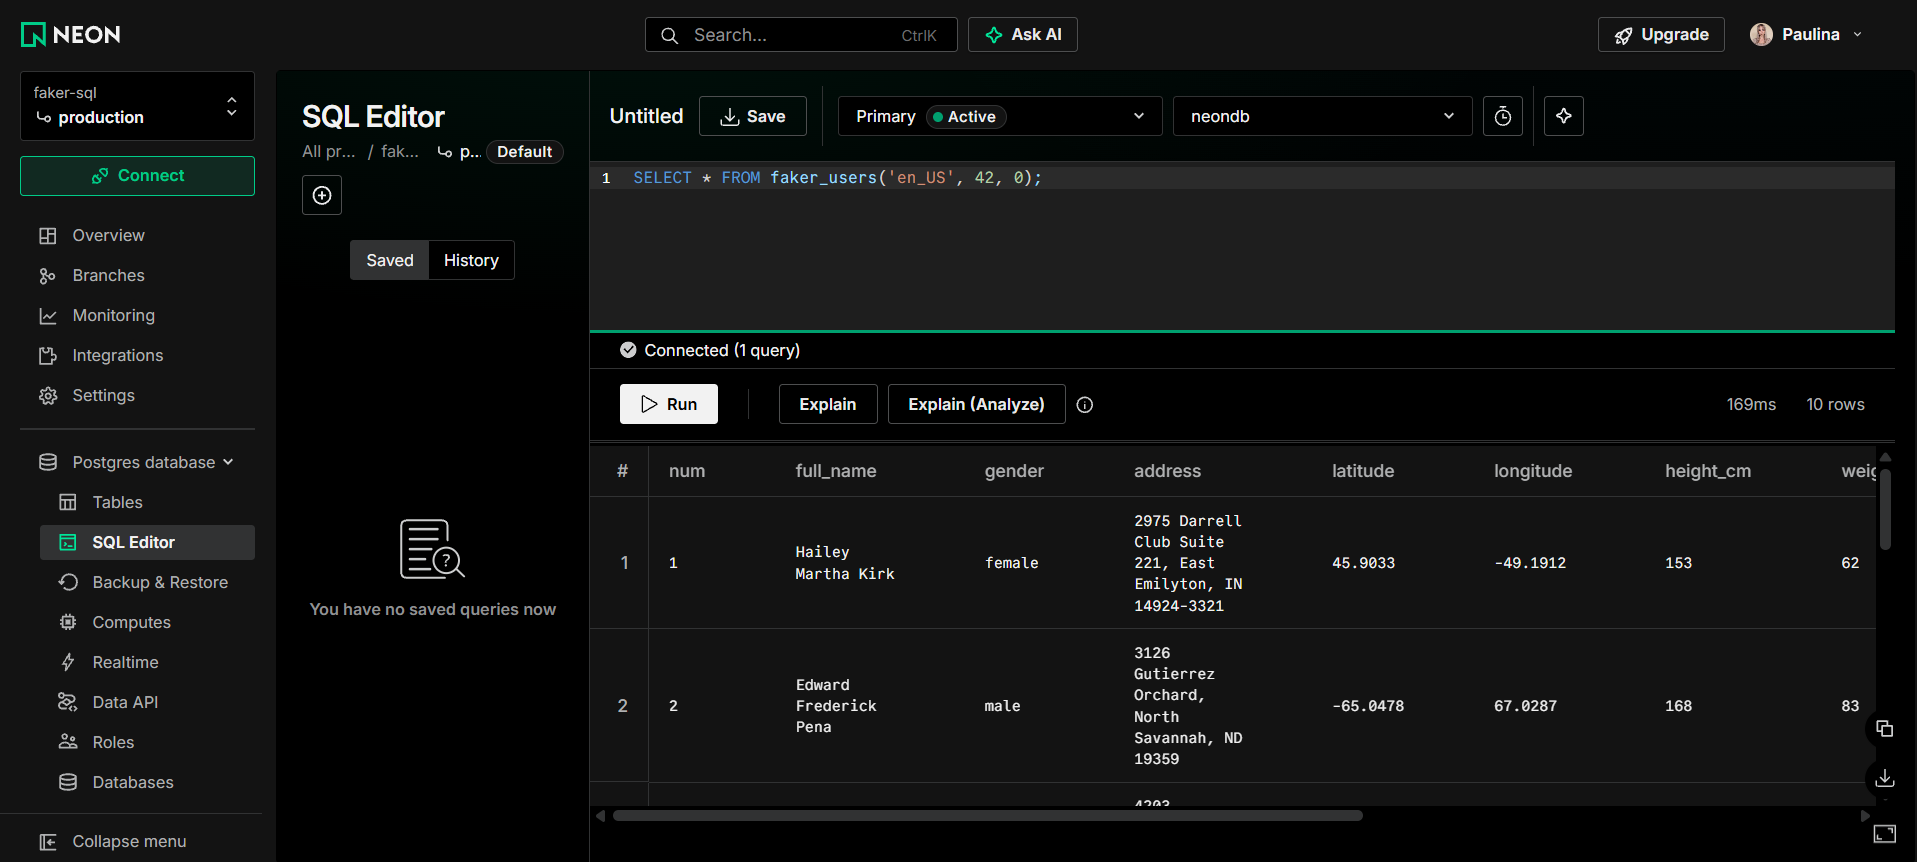 NEON
Search... CtrlK
Ask AI
Upgrade
Paulina
faker-sql
production
Connect
Overview
Branches
Monitoring
Integrations
Settings
Postgres database
Tables
SQL Editor
Backup & Restore
Computes
Realtime
Data API
Roles
Databases
Collapse menu
SQL Editor
All pr... / fak... p... Default
Saved History
You have no saved queries now
Untitled Save Primary Active neondb
1 SELECT * FROM faker_users('en_US', 42, 0);
Connected (1 query)
Run Explain Explain (Analyze) 169ms 10 rows
# num full_name gender address latitude longitude height_cm weig
1 1 Hailey
Martha Kirk
female
2975 Darrell
Club Suite
221, East
Emilyton, IN
14924-3321
45.9033 -49.1912 153 62
2 2 Edward
Frederick
Pena
male
3126
Gutierrez
Orchard,
North
Savannah, ND
19359
-65.0478 67.0287 168 83
4203